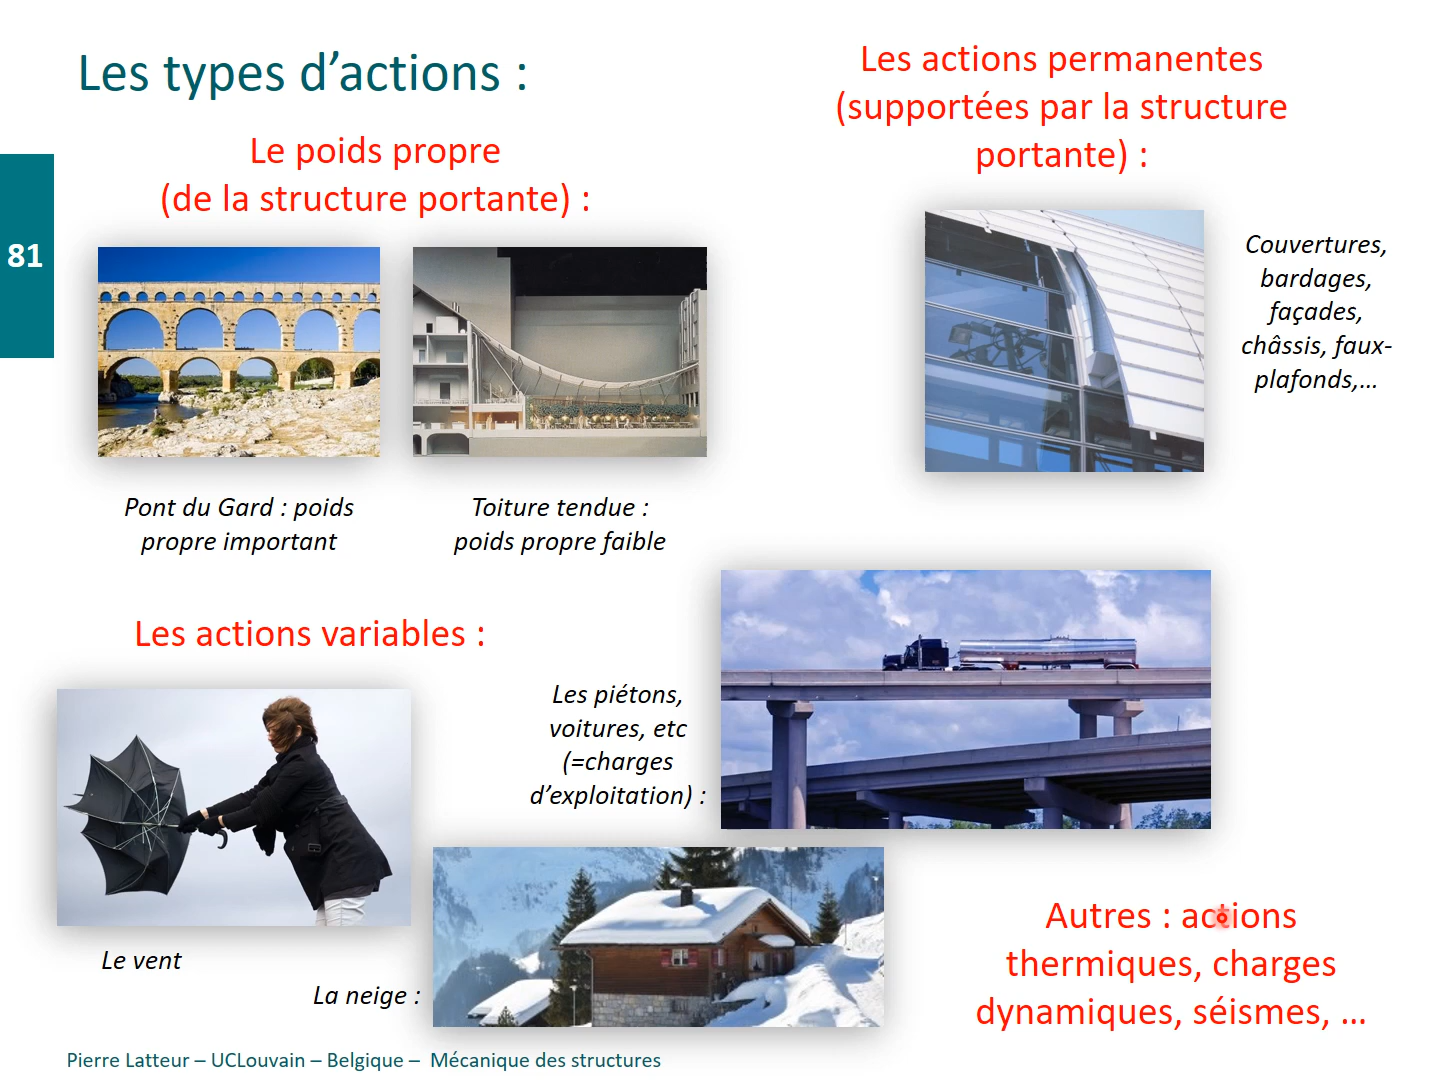 Les types d’actions :
81
Le poids propre
(de la structure portante) :
Pont du Gard : poids
propre important
Toiture tendue :
poids propre faible
Les actions permanentes
(supportées par la structure
portante) :
Couvertures,
bardages,
façades,
châssis, faux-
plafonds,...
Les actions variables :
Le vent
La neige :
Les piétons,
voitures, etc
(=charges
d’exploitation) :
Autres : actions
thermiques, charges
dynamiques, séismes, ...
Pierre Latteur – UCLouvain – Belgique – Mécanique des structures